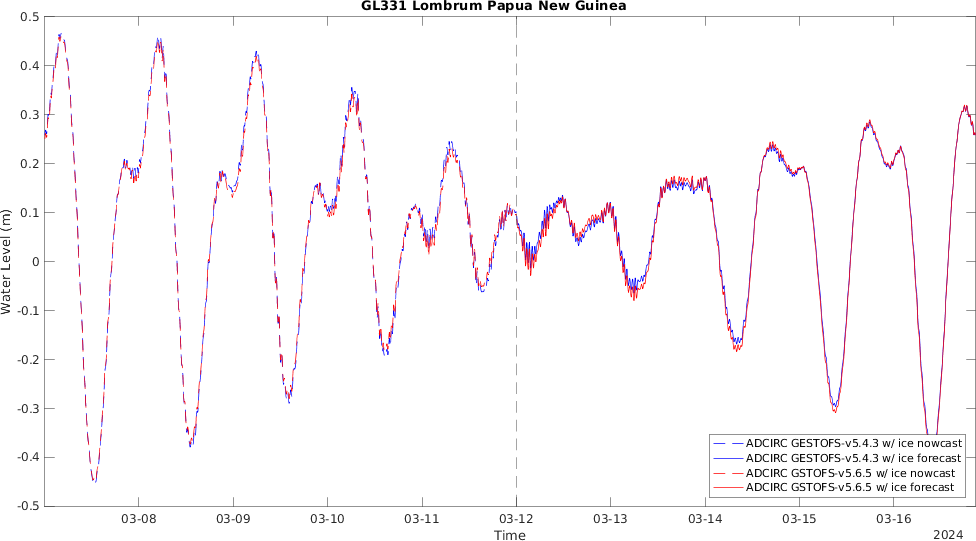 GL331 Lombrum Papua New Guinea
0.5
0.4
0.3
0.2
0.1
0
-0.1
-0.2
-0.3
-0.4
-0.5
Water Level (m)
ADCIRC GESTOFS-v5.4.3 w/ ice nowcast
ADCIRC GESTOFS-v5.4.3 w/ ice forecast
ADCIRC GSTOFS-v5.6.5 w/ ice nowcast
ADCIRC GSTOFS-v5.6.5 w/ ice forecast
03-08 03-09 03-10 03-11 03-12 03-13 03-14 03-15 03-16
Time
2024